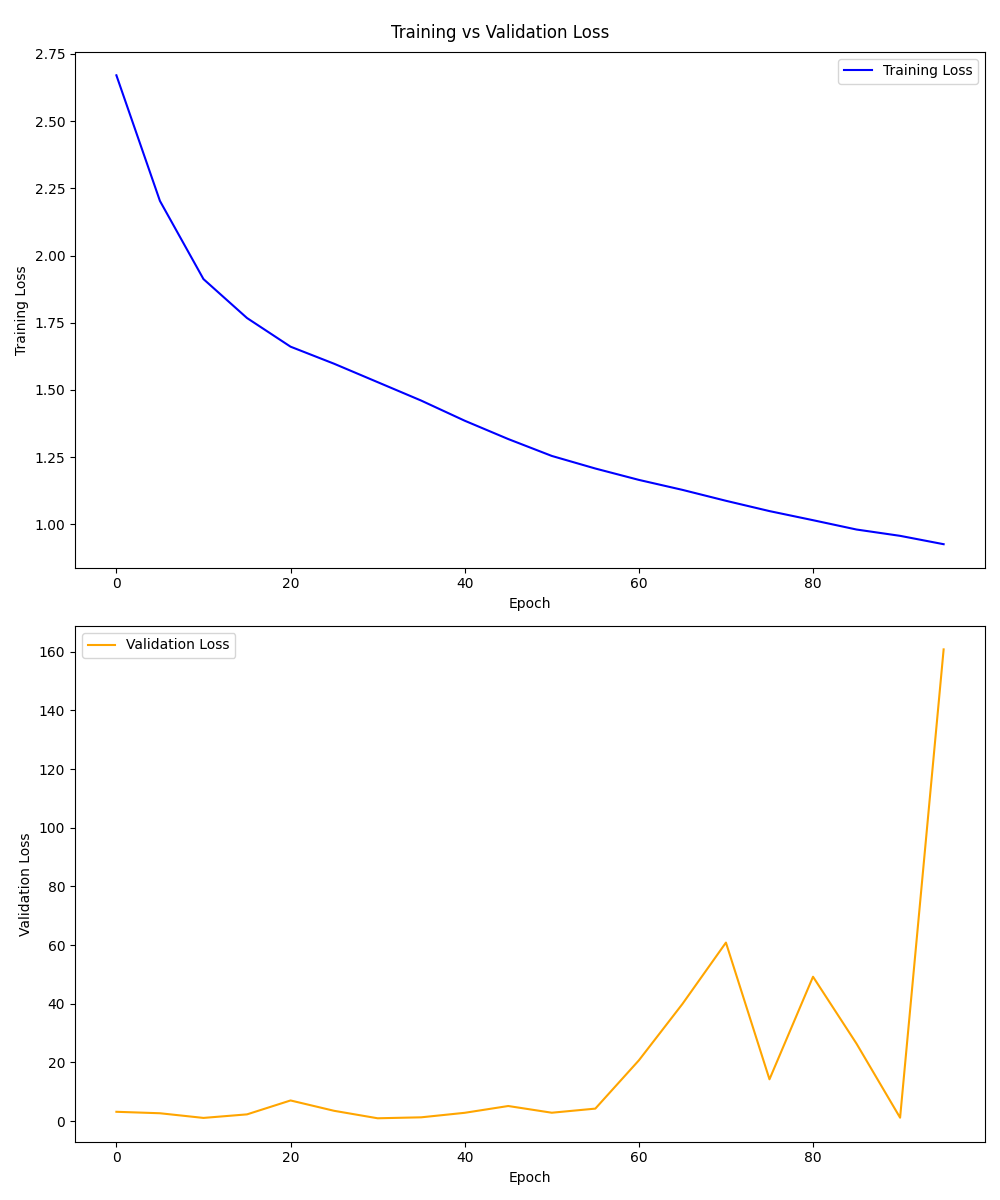 Training vs Validation Loss
2.75
2.50
2.25
2.00
1.75
1.50
1.25
1.00
Training Loss
Training Loss
0 20 40 60 80
Epoch
Validation Loss
160
140
120
100
80
60
40
20
0
Validation Loss
0 20 40 60 80
Epoch